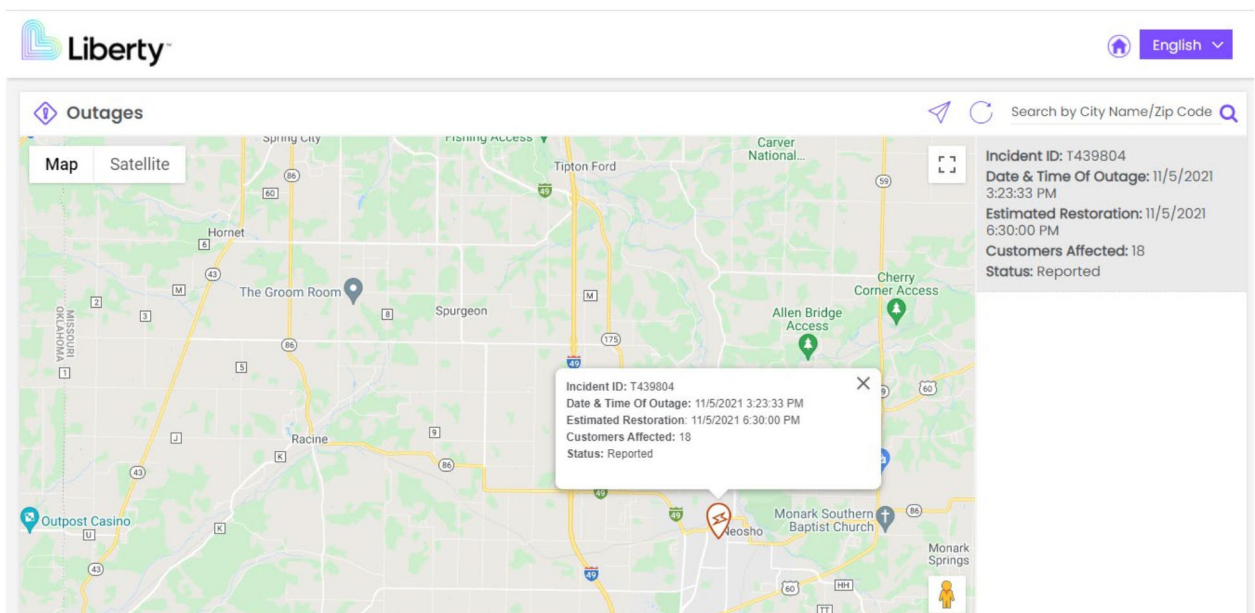 Liberty™
English
Outages
Search by City Name/Zip Code
Map
Satellite
Spring City
Fishing Access
Carver
National...
Tipton Ford
86
60
49
59
Hornet
6
43
M
The Groom Room
2
3
M
8
Spurgeon
Cherry
Corner Access
Allen Bridge
Access
MISSOURI
OKLAHOMA
86
175
1
5
49
60
Incident ID: T439804
Date & Time Of Outage: 11/5/2021 3:23:33 PM
Estimated Restoration: 11/5/2021 6:30:00 PM
Customers Affected: 18
Status: Reported
J
Racine
9
K
86
43
49
Outpost Casino
U
K
49
Neosho
Monark Southern
Baptist Church
86
Monark
Springs
43
49
60
HH
TT
Incident ID: T439804
Date & Time Of Outage: 11/5/2021
3:23:33 PM
Estimated Restoration: 11/5/2021
6:30:00 PM
Customers Affected: 18
Status: Reported